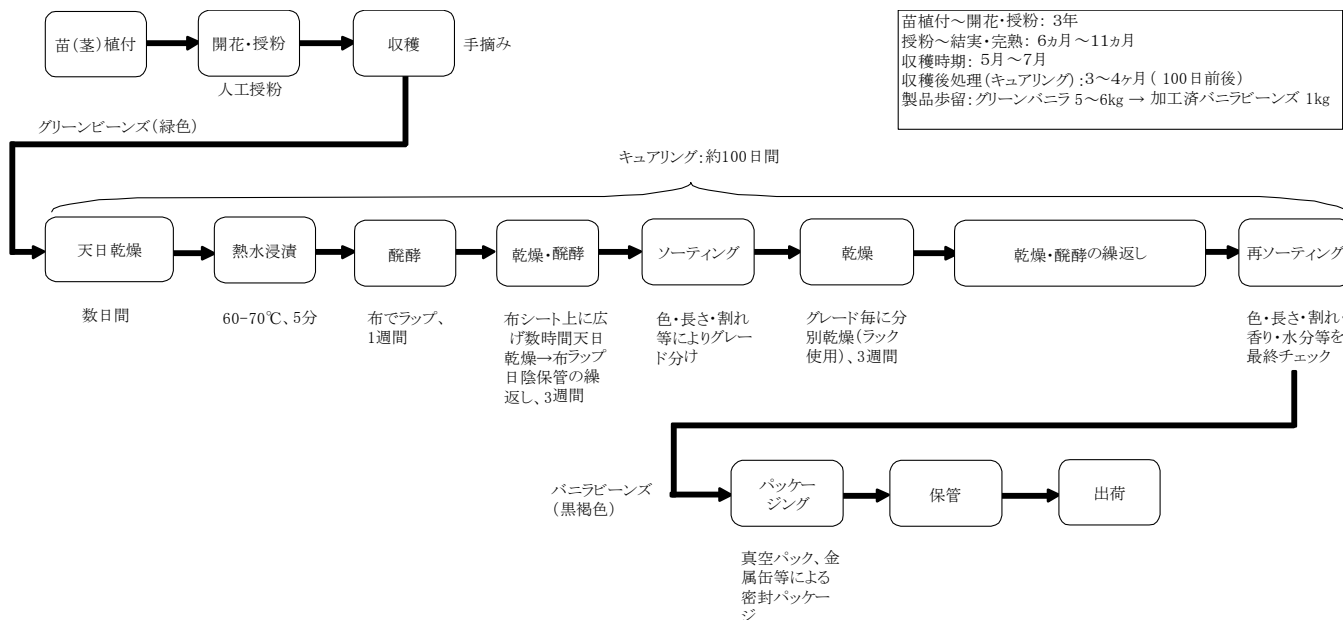 苗(茎)植付
開花・授粉
収穫
手摘み
人工授粉
苗植付～開花・授粉: 3年
授粉～結実・完熟: 6ヵ月～11ヵ月
収穫時期: 5月～7月
収穫後処理(キュアリング):3～4ヶ月( 100日前後)
製品歩留:グリーンバニラ 5～6kg → 加工済バニラビーンズ 1kg
グリーンビーンズ(緑色)
キュアリング:約100日間
天日乾燥
熱水浸漬
醗酵
乾燥・醗酵
ソーティング
乾燥
乾燥・醗酵の繰返し
再ソーティング
数日間
60-70℃、5分
布でラップ、
1週間
布シート上に広
げ数時間天日
乾燥→布ラップ
日陰保管の繰
返し、3週間
色・長さ・割れ
等によりグレー
ド分け
グレード毎に分
別乾燥(ラック
使用)、3週間
色・長さ・割れ・
香り・水分等を
最終チェック
バニラビーンズ
(黒褐色)
パッケー
ジング
保管
出荷
真空パック、金
属缶等による
密封パッケー
ジ